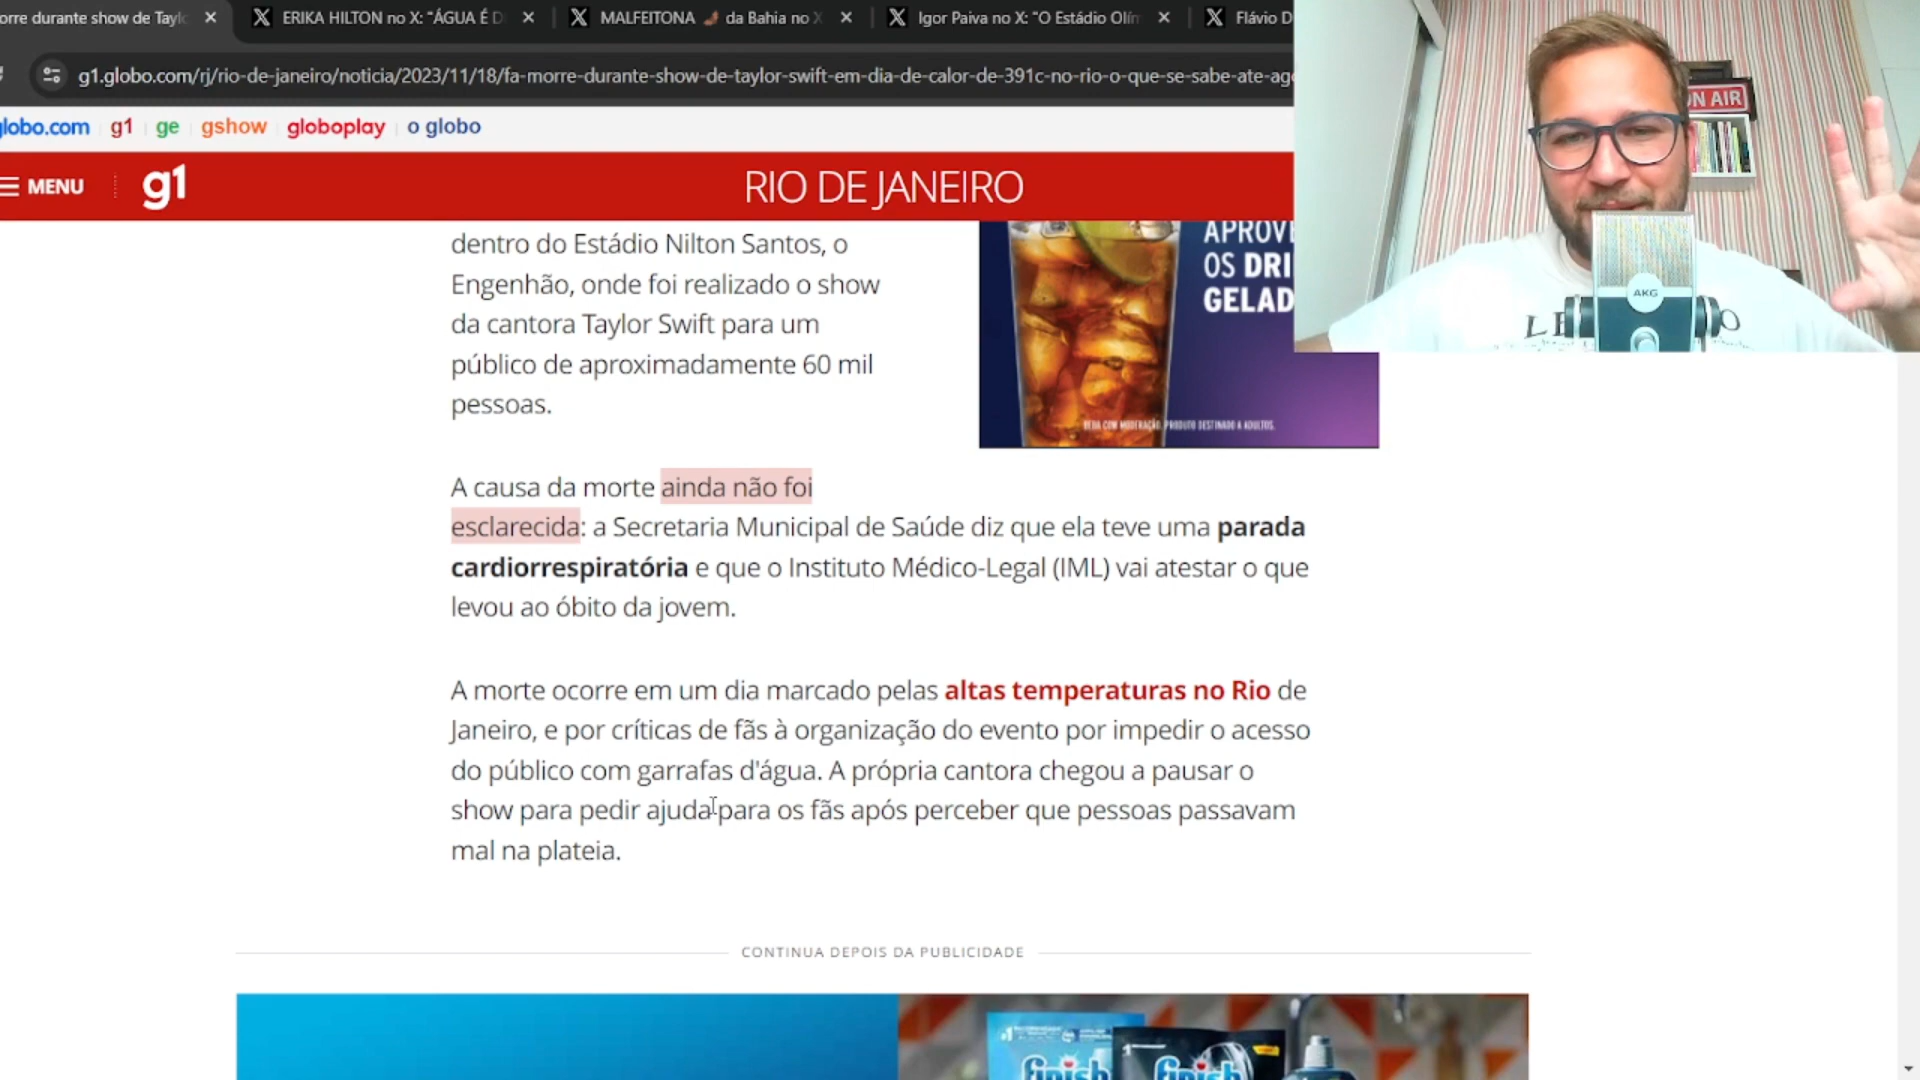 orre durante show de Tayl
ERIKA HILTON no X: "ÁGUA É D
MALFEITONA da Bahia no X
Igor Paiva no X: "O Estádio Olím
Flávio D
g1.globo.com/rj/rio-de-janeiro/noticia/2023/11/18/fa-morre-durante-show-de-taylor-swift-em-dia-de-calor-de-391c-no-rio-o-que-se-sabe-ate-ago
globo.com g1 ge gshow globoplay o globo
MENU g1 RIO DE JANEIRO
ON AIR
AKG
dentro do Estádio Nilton Santos, o
Engenhão, onde foi realizado o show
da cantora Taylor Swift para um
público de aproximadamente 60 mil
pessoas.
APROVE
OS DRI
GELAD
BEBA COM MODERAÇÃO. PRODUTO DESTINADO A ADULTOS.
A causa da morte ainda não foi
esclarecida: a Secretaria Municipal de Saúde diz que ela teve uma parada
cardiorrespiratória e que o Instituto Médico-Legal (IML) vai atestar o que
levou ao óbito da jovem.
A morte ocorre em um dia marcado pelas altas temperaturas no Rio de
Janeiro, e por críticas de fãs à organização do evento por impedir o acesso
do público com garrafas d'água. A própria cantora chegou a pausar o
show para pedir ajuda para os fãs após perceber que pessoas passavam
mal na plateia.
CONTINUA DEPOIS DA PUBLICIDADE
finish
finish